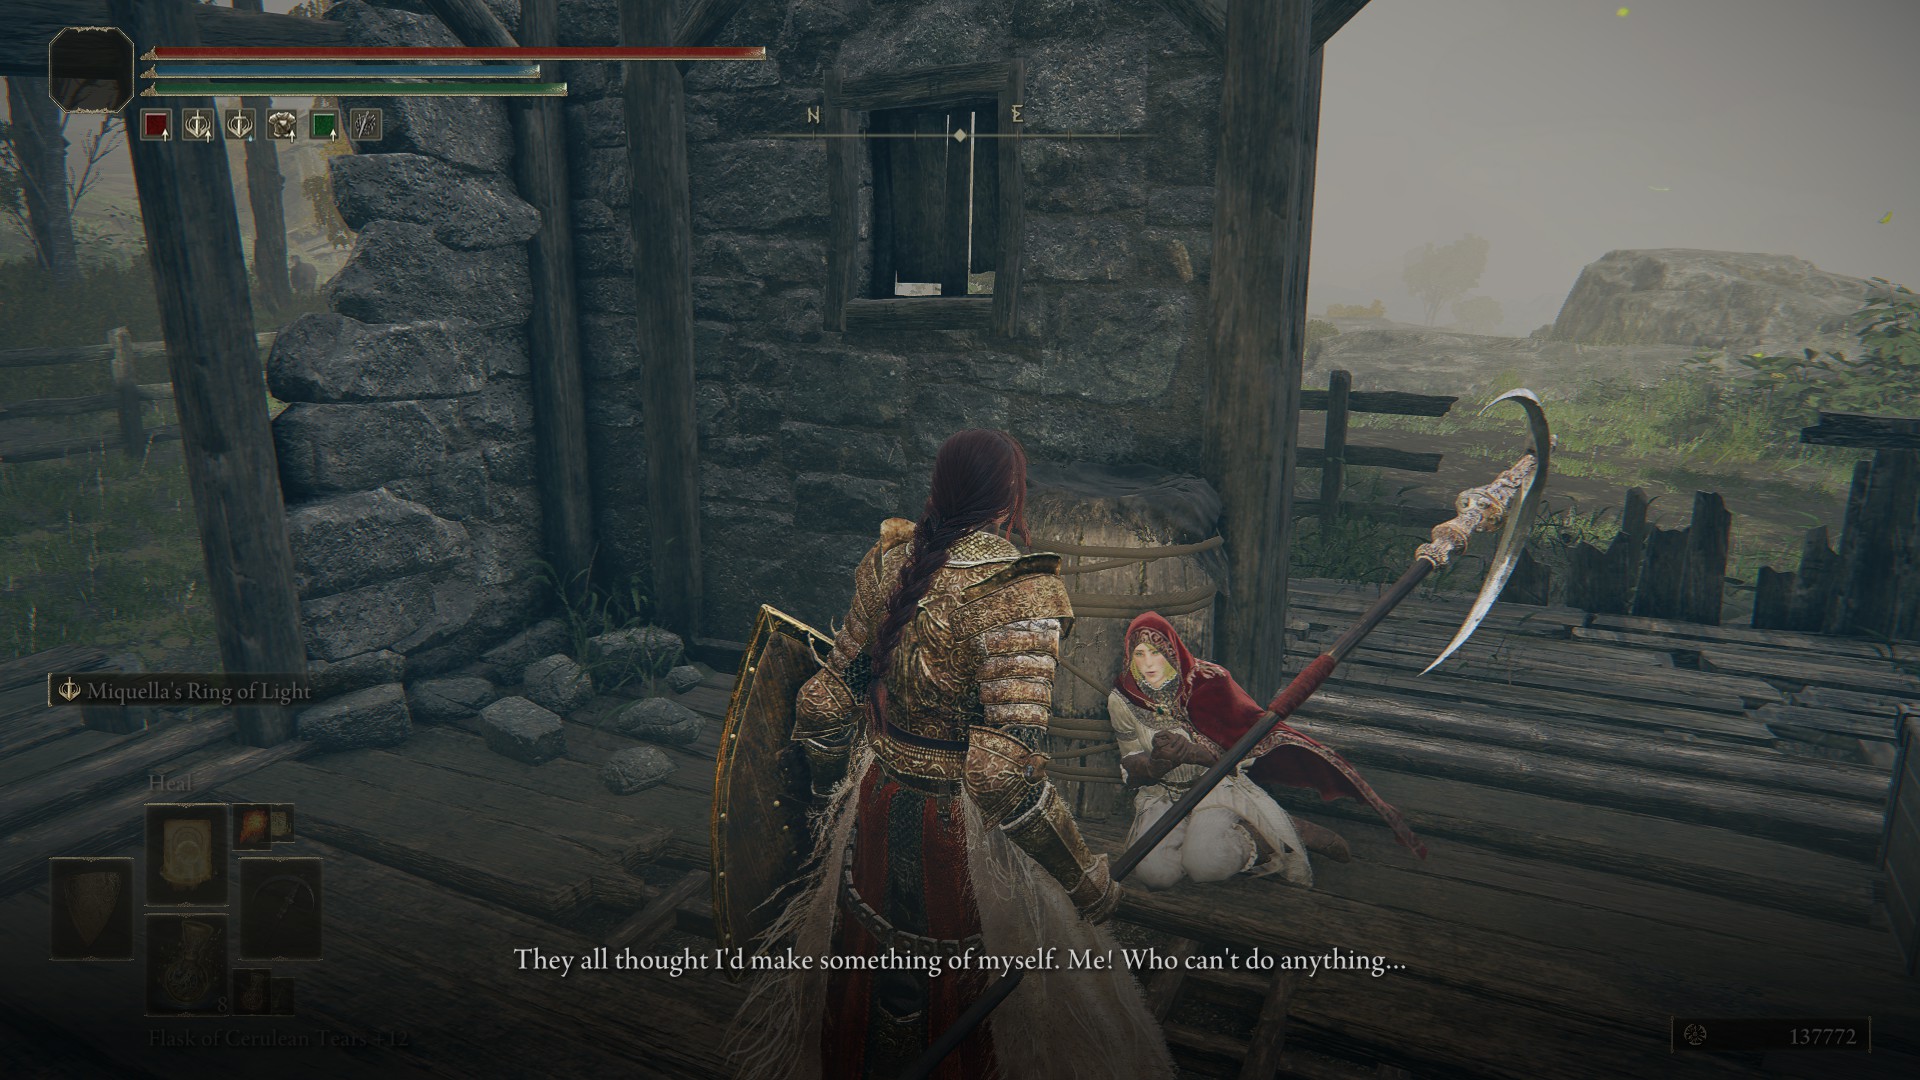 N
E
Miquella's Ring of Light
Heal
8
Flask of Cerulean Tears +12
They all thought I'd make something of myself. Me! Who can't do anything...
137772